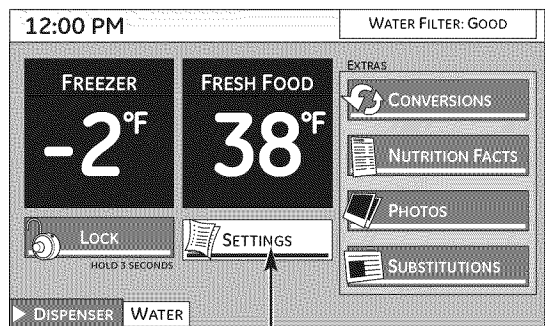 12:00 PM
WATER FILTER: GOOD
FREEZER
-2°F
FRESH FOOD
38°F
LOCK
HOLD 3 SECONDS
SETTINGS
EXTRAS
CONVERSIONS
NUTRITION FACTS
PHOTOS
SUBSTITUTIONS
DISPENSER
WATER